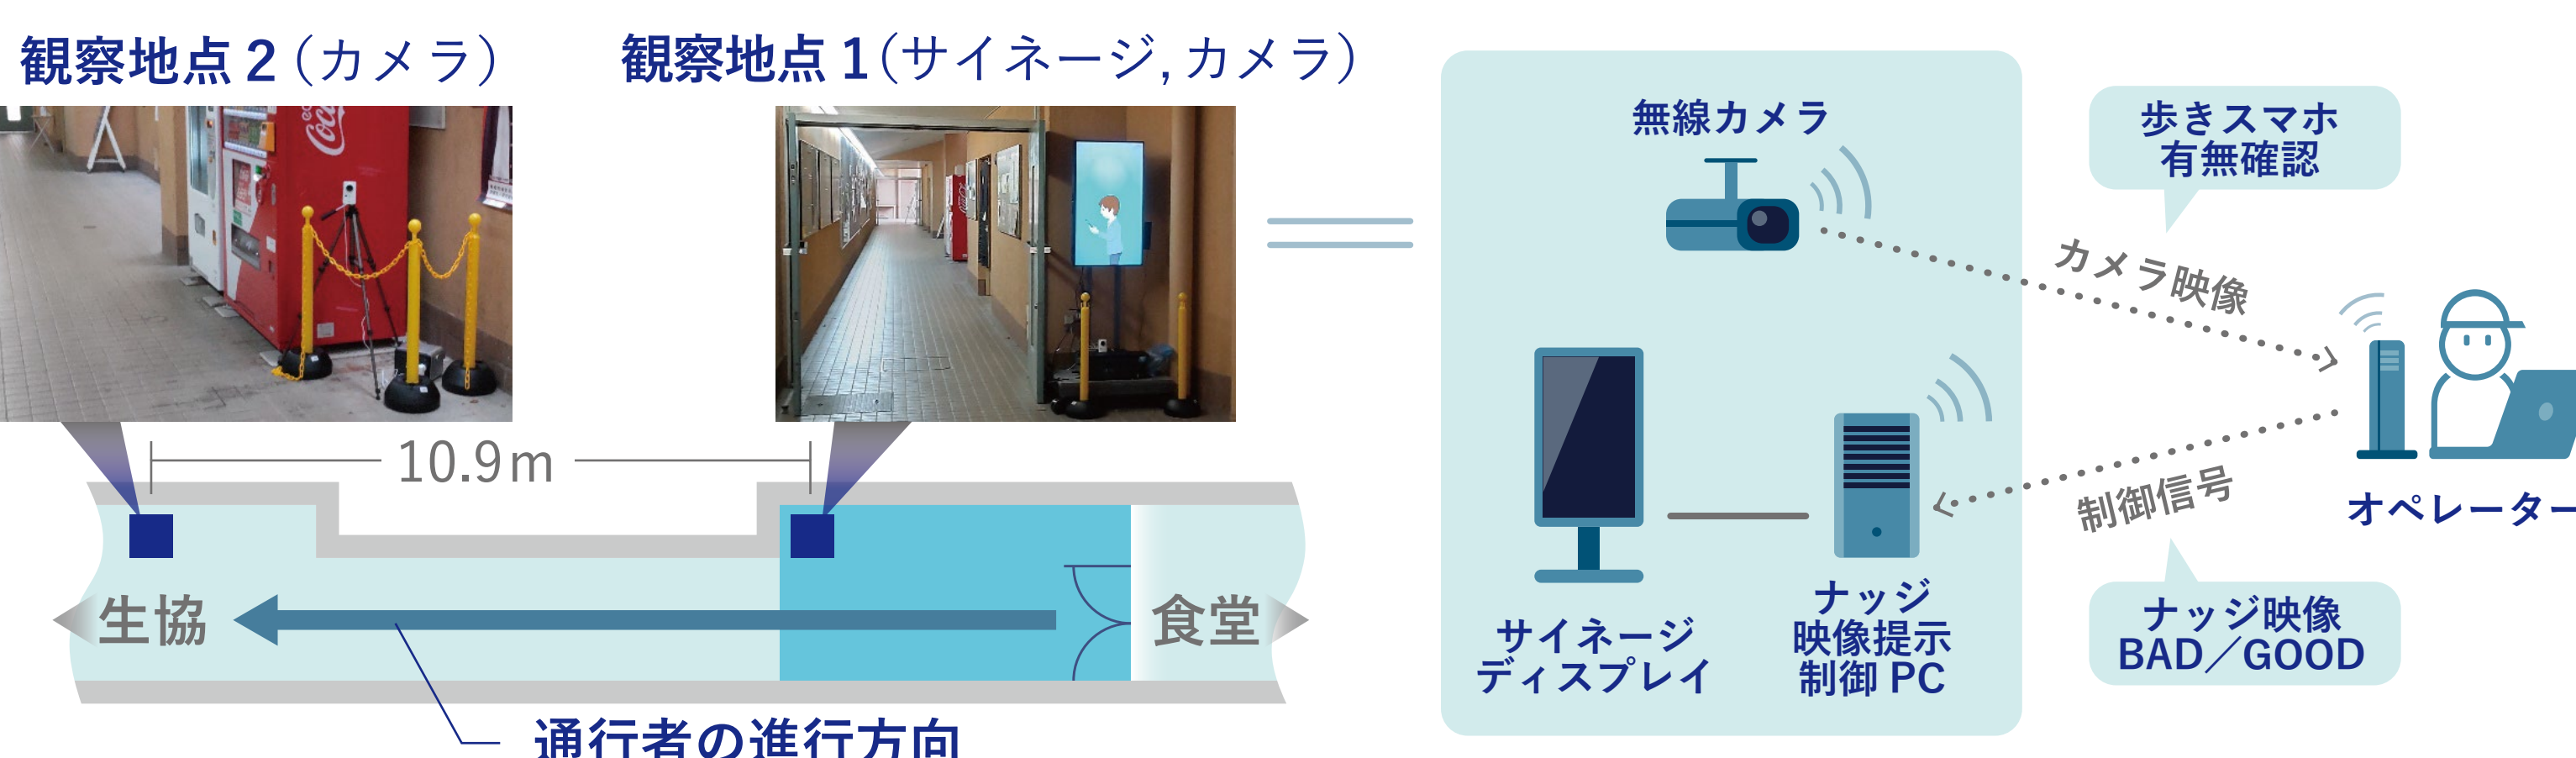 観察地点 2（カメラ）
観察地点 1（サイネージ, カメラ）
Coca
10.9m
生協
食堂
通行者の進行方向
無線カメラ
サイネージ
ディスプレイ
ナッジ
映像提示
制御 PC
歩きスマホ
有無確認
カメラ映像
制御信号
オペレーター
ナッジ映像
BAD／GOOD